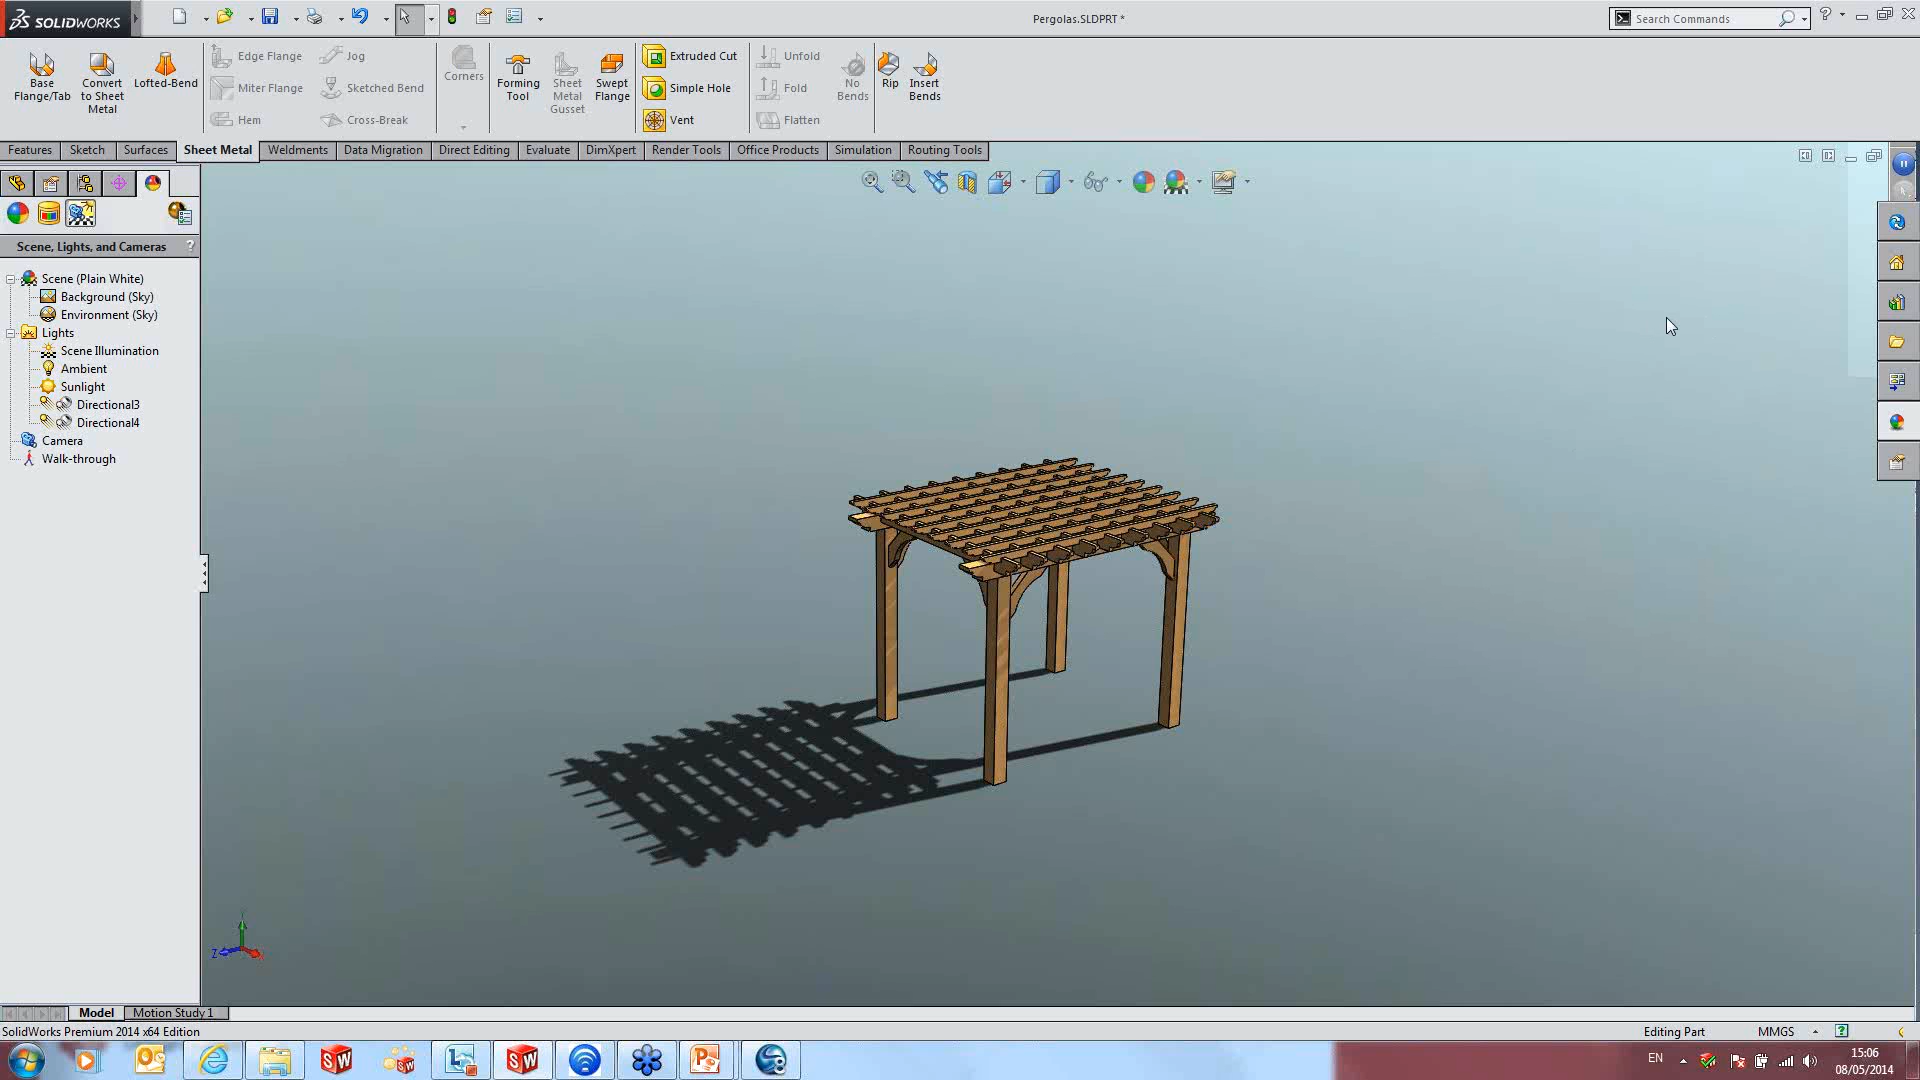 SOLIDWORKS
Pergolas.SLDPRT *
Search Commands
Base Flange/Tab
Convert to Sheet Metal
Lofted-Bend
Edge Flange
Miter Flange
Hem
Jog
Sketched Bend
Cross-Break
Corners
Forming Tool
Sheet Metal Gusset
Swept Flange
Extruded Cut
Simple Hole
Vent
Unfold
Fold
Flatten
No Bends
Rip
Insert Bends
Features
Sketch
Surfaces
Sheet Metal
Weldments
Data Migration
Direct Editing
Evaluate
DimXpert
Render Tools
Office Products
Simulation
Routing Tools
Scene, Lights, and Cameras ?
Scene (Plain White)
Background (Sky)
Environment (Sky)
Lights
Scene Illumination
Ambient
Sunlight
Directional3
Directional4
Camera
Walk-through
Z
Model
Motion Study 1
SolidWorks Premium 2014 x64 Edition
Editing Part
MMGS
EN
15:06
08/05/2014